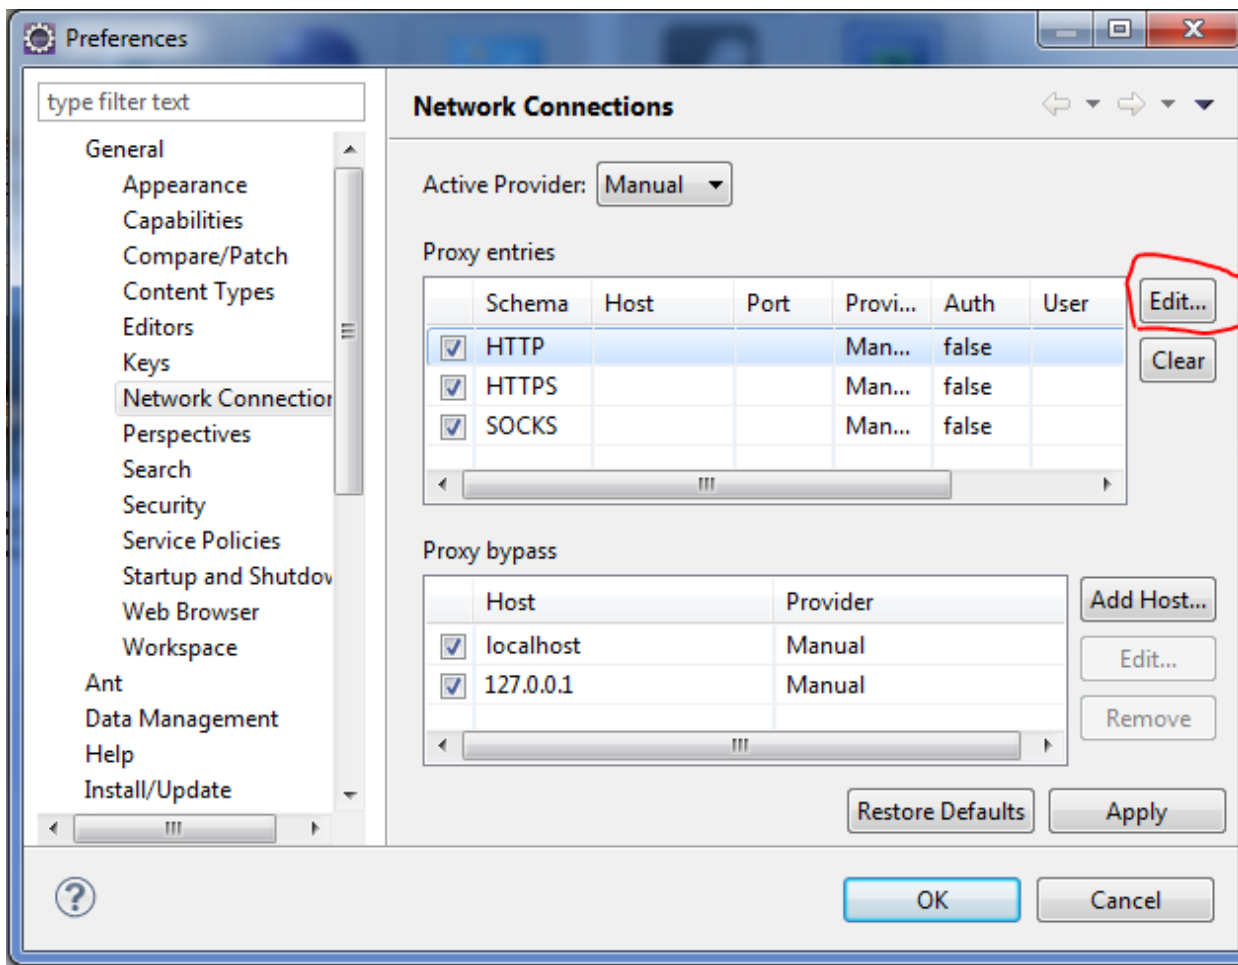 Preferences
type filter text
General
Appearance
Capabilities
Compare/Patch
Content Types
Editors
Keys
Network Connection
Perspectives
Search
Security
Service Policies
Startup and Shutdow
Web Browser
Workspace
Ant
Data Management
Help
Install/Update
Network Connections
Active Provider: Manual
Proxy entries
Schema Host Port Provi... Auth User
HTTP Man... false
HTTPS Man... false
SOCKS Man... false
Edit...
Clear
Proxy bypass
Host Provider
localhost Manual
127.0.0.1 Manual
Add Host...
Edit...
Remove
Restore Defaults Apply
? OK Cancel